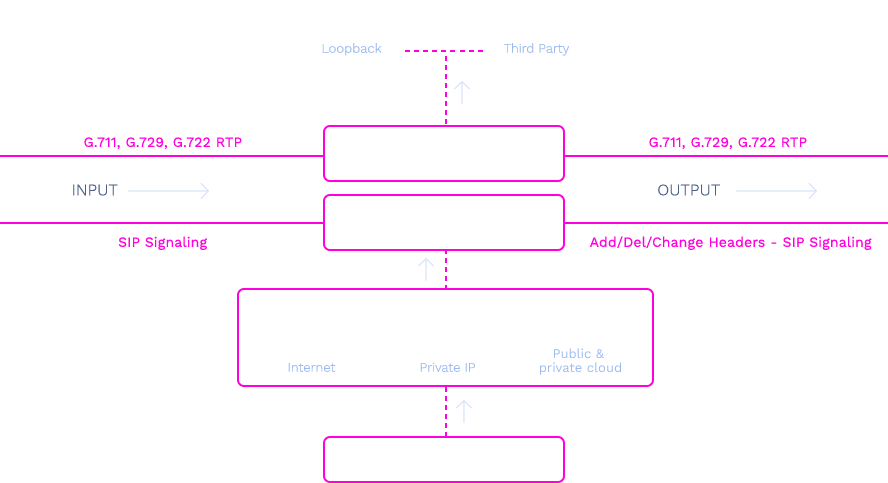 Loopback
Third Party
G.711, G.729, G.722 RTP
G.711, G.729, G.722 RTP
INPUT
OUTPUT
SIP Signaling
Add/Del/Change Headers - SIP Signaling
Internet
Private IP
Public &
private cloud